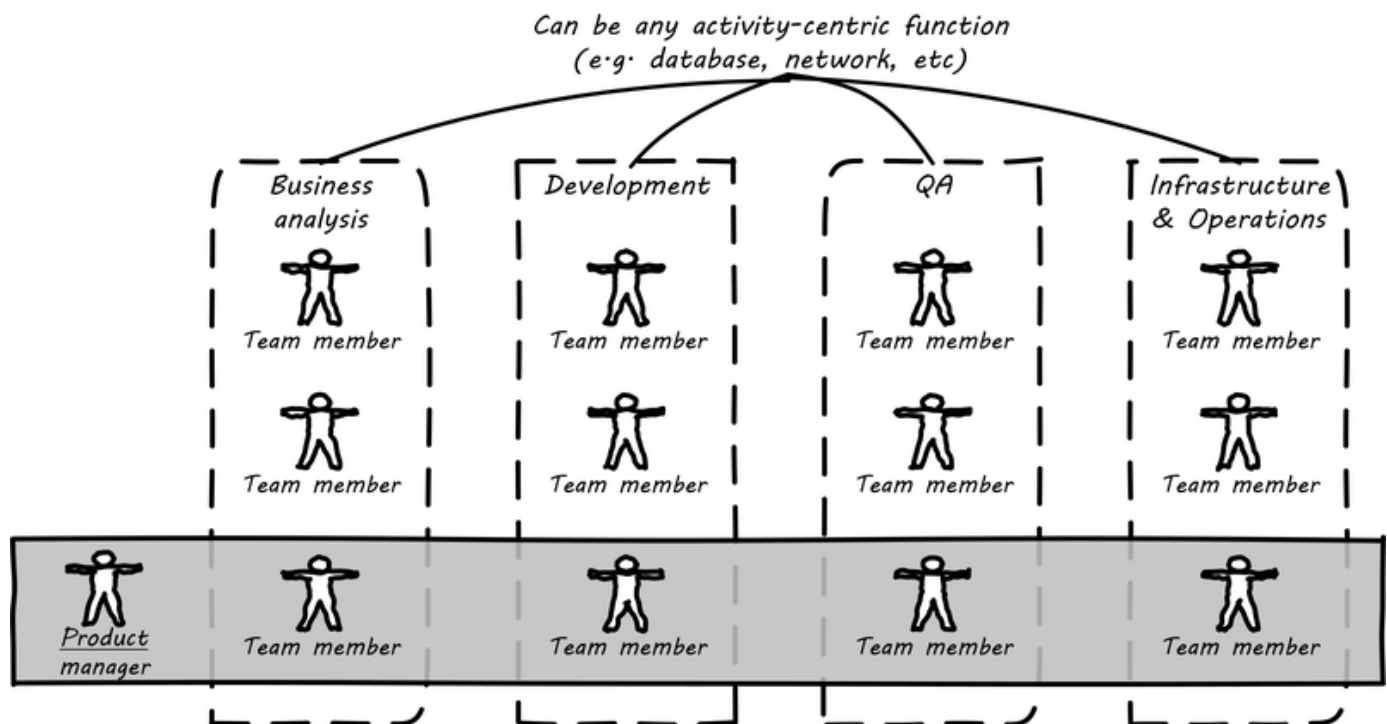 Can be any activity-centric function
(e.g. database, network, etc)
Business
analysis
Development
QA
Infrastructure
& Operations
Team member
Team member
Team member
Team member
Team member
Team member
Team member
Team member
Product
manager
Team member
Team member
Team member
Team member